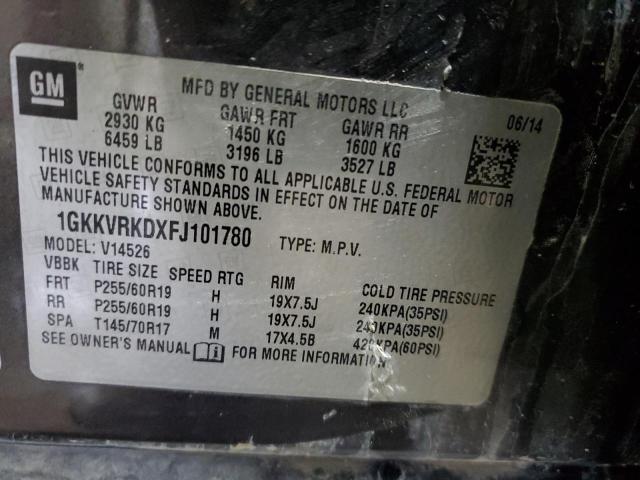 GM
MFD BY GENERAL MOTORS LLC
GVWR GAWR FRT GAWR RR 06/14
2930 KG 1450 KG 1600 KG
6459 LB 3196 LB 3527 LB
THIS VEHICLE CONFORMS TO ALL APPLICABLE U.S. FEDERAL MOTOR
VEHICLE SAFETY STANDARDS IN EFFECT ON THE DATE OF
MANUFACTURE SHOWN ABOVE.
1GKKVRKDXFJ101780 TYPE: M.P.V.
MODEL: V14526
VBBK TIRE SIZE SPEED RTG RIM COLD TIRE PRESSURE
FRT P255/60R19 H 19X7.5J 240KPA(35PSI)
RR P255/60R19 H 19X7.5J 240KPA(35PSI)
SPA T145/70R17 M 17X4.5B 420KPA(60PSI)
SEE OWNER'S MANUAL FOR MORE INFORMATION